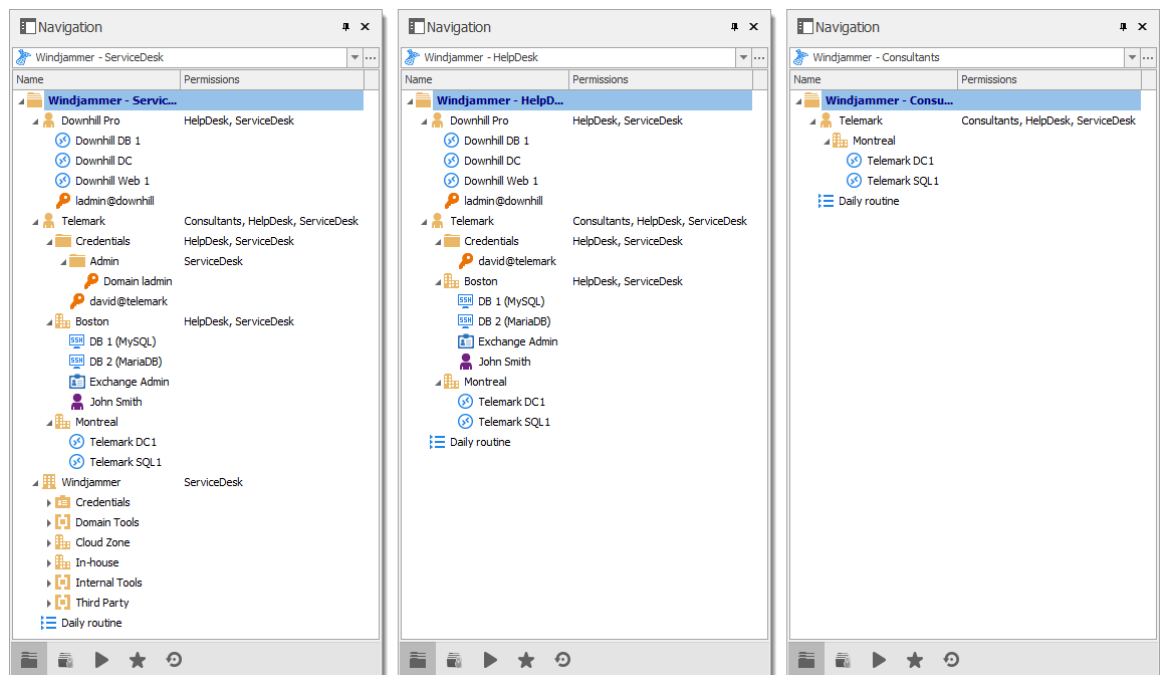 Navigation
Windjammer - ServiceDesk
Name Permissions
Windjammer - Servic...
Downhill Pro HelpDesk, ServiceDesk
Downhill DB 1
Downhill DC
Downhill Web 1
ladmin@downhill
Telemark Consultants, HelpDesk, ServiceDesk
Credentials HelpDesk, ServiceDesk
Admin ServiceDesk
Domain ladmin
david@telemark
Boston HelpDesk, ServiceDesk
SSH DB 1 (MySQL)
SSH DB 2 (MariaDB)
Exchange Admin
John Smith
Montreal
Telemark DC1
Telemark SQL1
Windjammer ServiceDesk
Credentials
Domain Tools
Cloud Zone
In-house
Internal Tools
Third Party
Daily routine
Navigation
Windjammer - HelpDesk
Name Permissions
Windjammer - HelpD...
Downhill Pro HelpDesk, ServiceDesk
Downhill DB 1
Downhill DC
Downhill Web 1
ladmin@downhill
Telemark Consultants, HelpDesk, ServiceDesk
Credentials HelpDesk, ServiceDesk
david@telemark
Boston HelpDesk, ServiceDesk
SSH DB 1 (MySQL)
SSH DB 2 (MariaDB)
Exchange Admin
John Smith
Montreal
Telemark DC1
Telemark SQL1
Daily routine
Navigation
Windjammer - Consultants
Name Permissions
Windjammer - Consu...
Telemark Consultants, HelpDesk, ServiceDesk
Montreal
Telemark DC1
Telemark SQL1
Daily routine